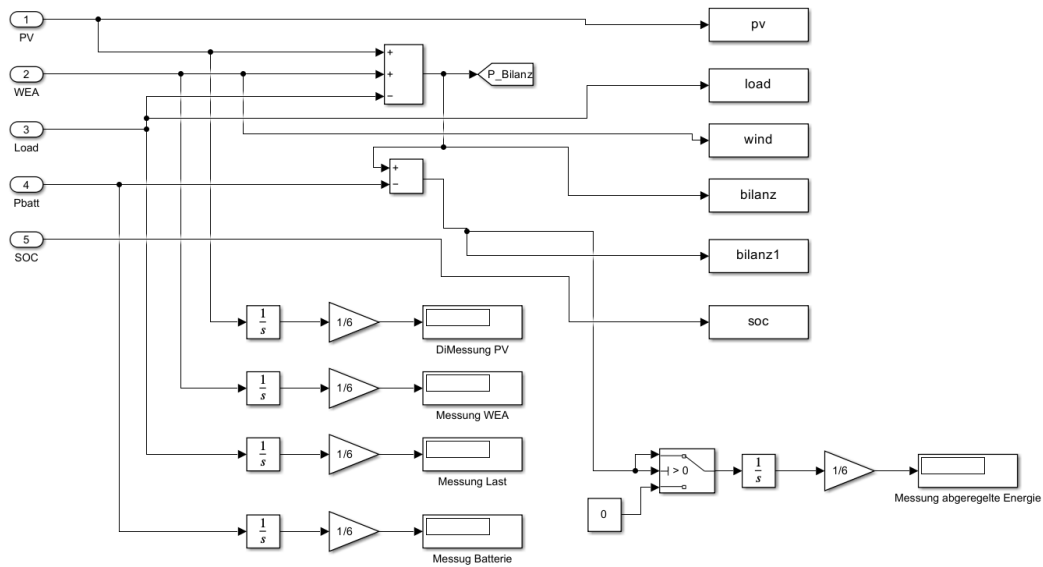 1
PV
pv
+
+
−
P_Bilanz
2
WEA
load
3
Load
wind
+
−
4
Pbatt
bilanz
5
SOC
bilanz1
soc
1
s
1/6
DiMessung PV
1
s
1/6
Messung WEA
1
s
1/6
Messung Last
> 0
1
s
1/6
Messung abgeregelte Energie
0
1
s
1/6
Messug Batterie